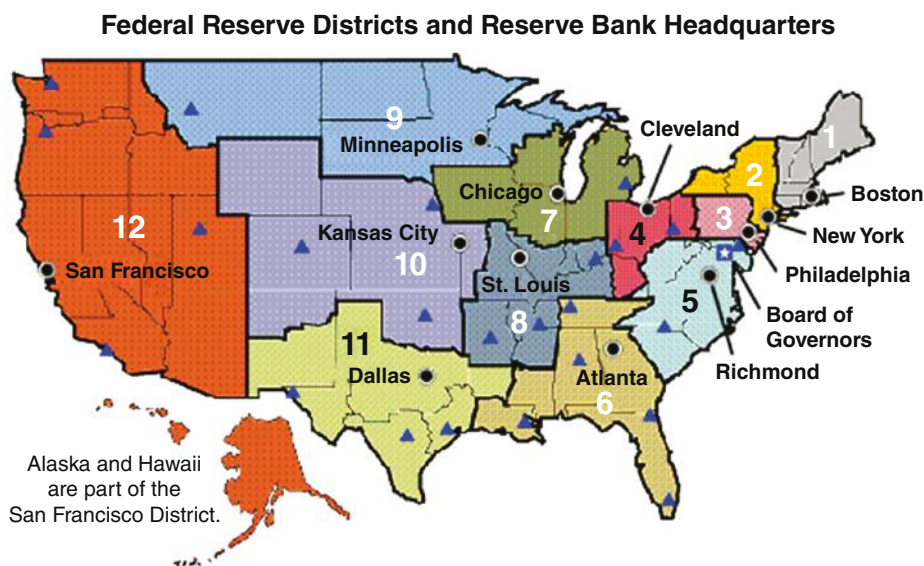 Federal Reserve Districts and Reserve Bank Headquarters
1
Cleveland
9
Minneapolis
2
Boston
Chicago
3
New York
7
4
12
Kansas City
10
San Francisco
St. Louis
Philadelphia
5
8
Board of
Governors
11
Dallas
Atlanta
Richmond
6
Alaska and Hawaii
are part of the
San Francisco District.